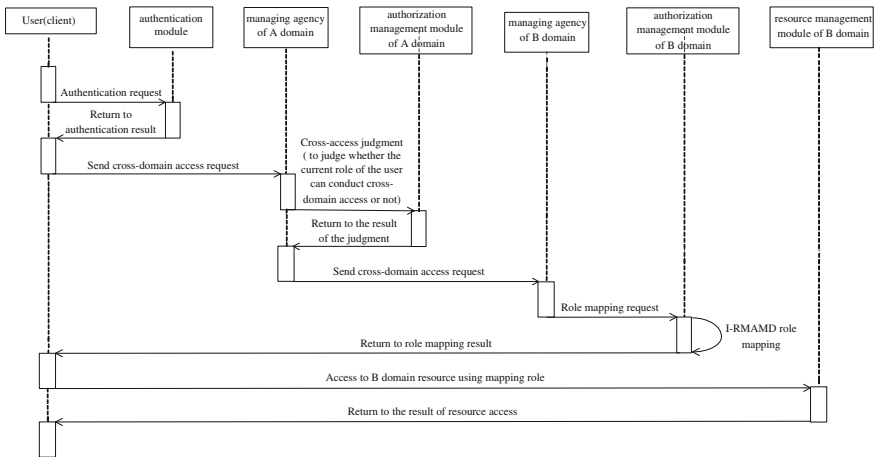 User(client)
authentication
module
managing agency
of A domain
authorization
management module
of A domain
managing agency
of B domain
authorization
management module
of B domain
resource management
module of B domain
Authentication request
Return to
authentication result
Send cross-domain access request
Cross-access judgment
( to judge whether the
current role of the user
can conduct cross-
domain access or not)
Return to the result
of the judgment
Send cross-domain access request
Role mapping request
I-RMAMD role
mapping
Return to role mapping result
Access to B domain resource using mapping role
Return to the result of resource access